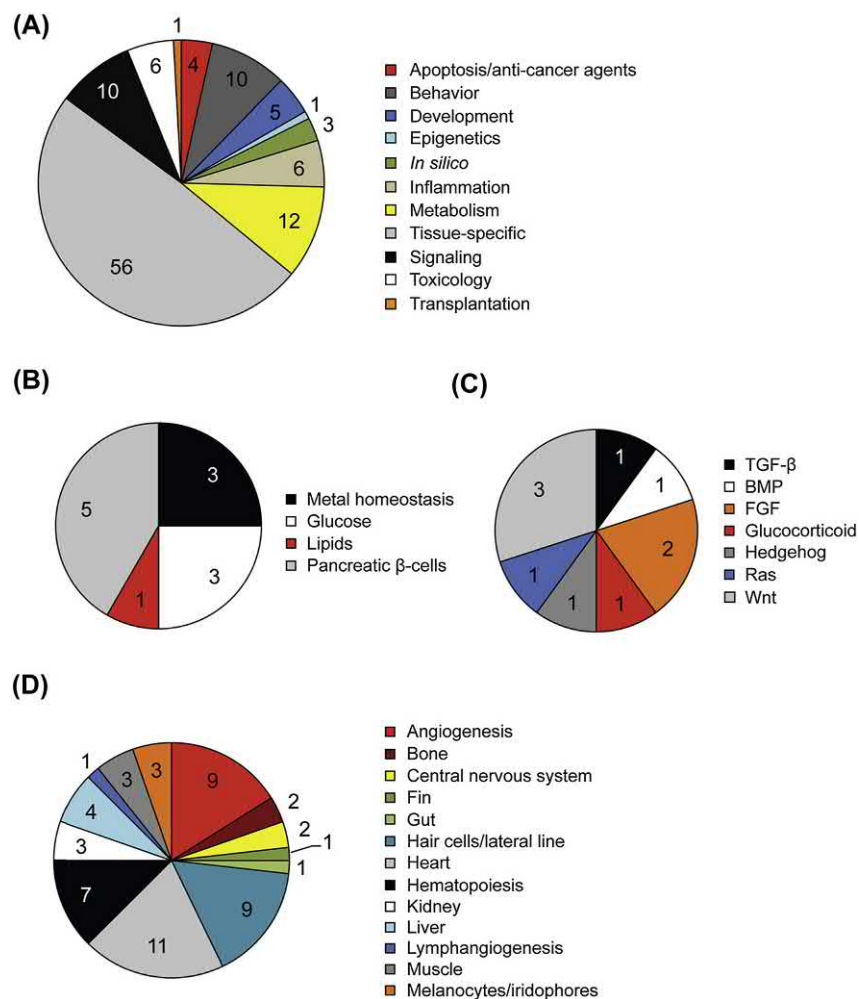 (A)
1
4
10
5
1
3
6
12
56
10
6
Apoptosis/anti-cancer agents
Behavior
Development
Epigenetics
In silico
Inflammation
Metabolism
Tissue-specific
Signaling
Toxicology
Transplantation
(B)
3
3
1
5
Metal homeostasis
Glucose
Lipids
Pancreatic β-cells
(C)
1
1
2
1
1
1
3
TGF-β
BMP
FGF
Glucocorticoid
Hedgehog
Ras
Wnt
(D)
9
2
2
1
1
9
11
7
3
4
1
3
3
Angiogenesis
Bone
Central nervous system
Fin
Gut
Hair cells/lateral line
Heart
Hematopoiesis
Kidney
Liver
Lymphangiogenesis
Muscle
Melanocytes/iridophores